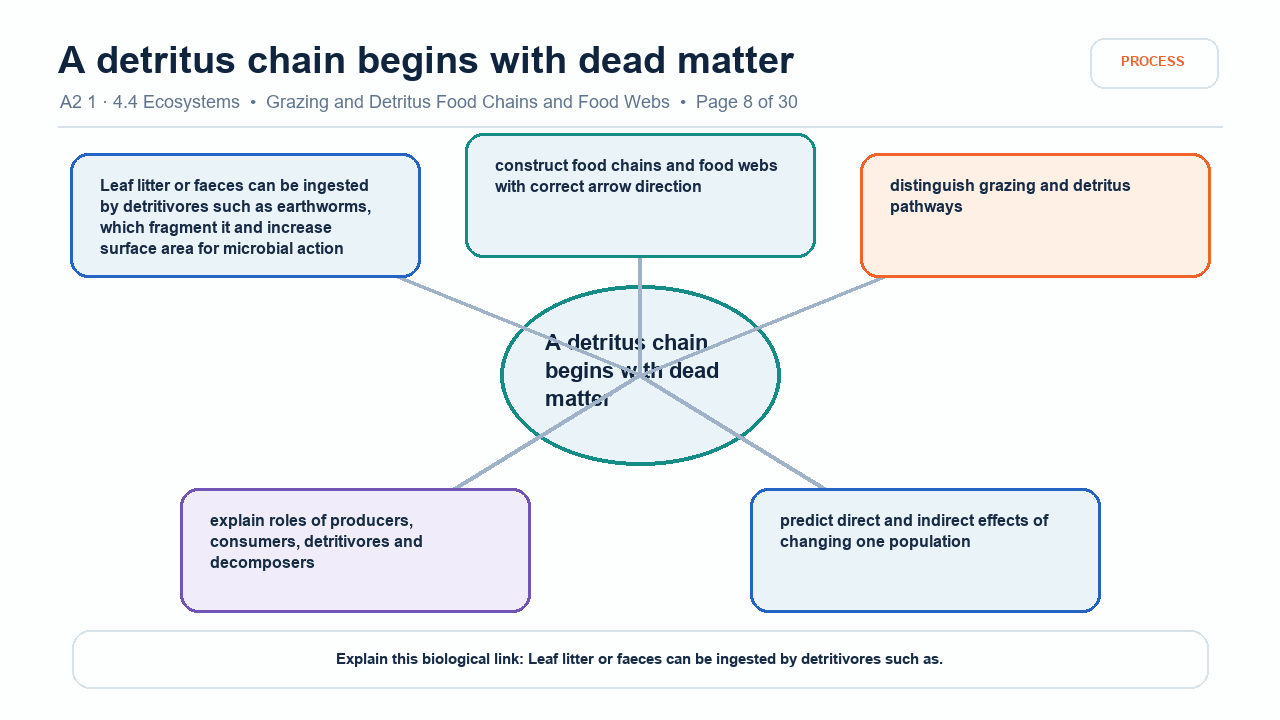 A detritus chain begins with dead matter
PROCESS
A2 1 · 4.4 Ecosystems • Grazing and Detritus Food Chains and Food Webs • Page 8 of 30
Leaf litter or faeces can be ingested
by detritivores such as earthworms,
which fragment it and increase
surface area for microbial action
construct food chains and food webs
with correct arrow direction
distinguish grazing and detritus
pathways
A detritus chain
begins with dead
matter
explain roles of producers,
consumers, detritivores and
decomposers
predict direct and indirect effects of
changing one population
Explain this biological link: Leaf litter or faeces can be ingested by detritivores such as.